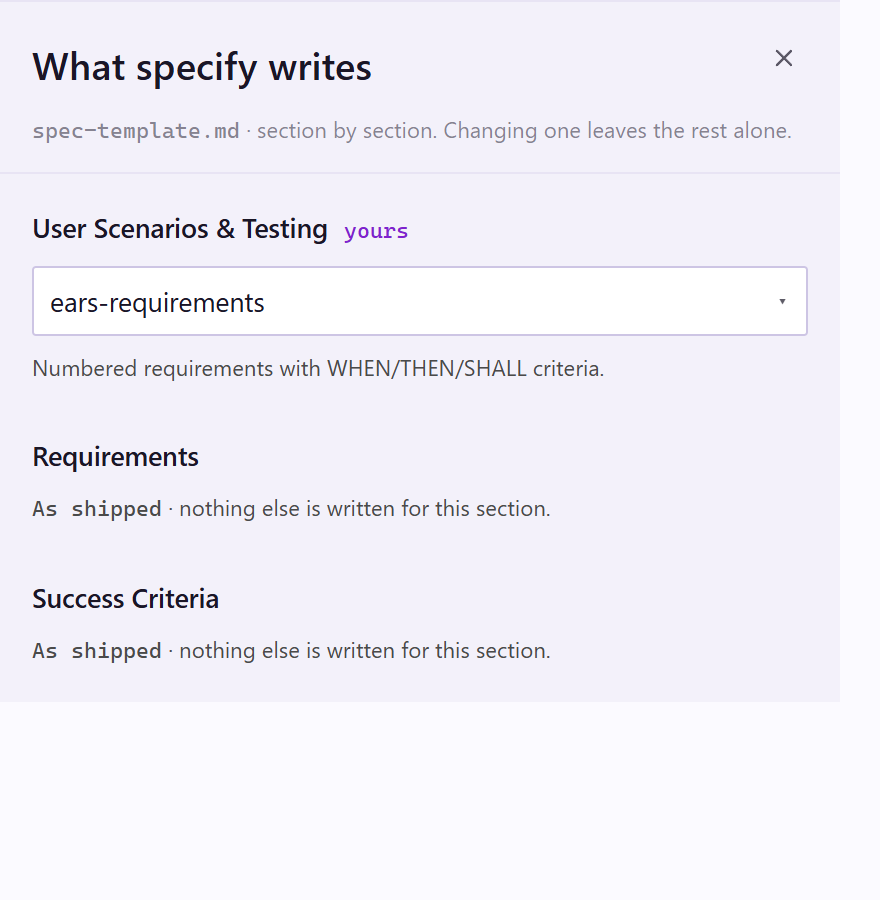 What specify writes
spec-template.md · section by section. Changing one leaves the rest alone.
User Scenarios & Testing yours
ears-requirements
Numbered requirements with WHEN/THEN/SHALL criteria.
Requirements
As shipped · nothing else is written for this section.
Success Criteria
As shipped · nothing else is written for this section.